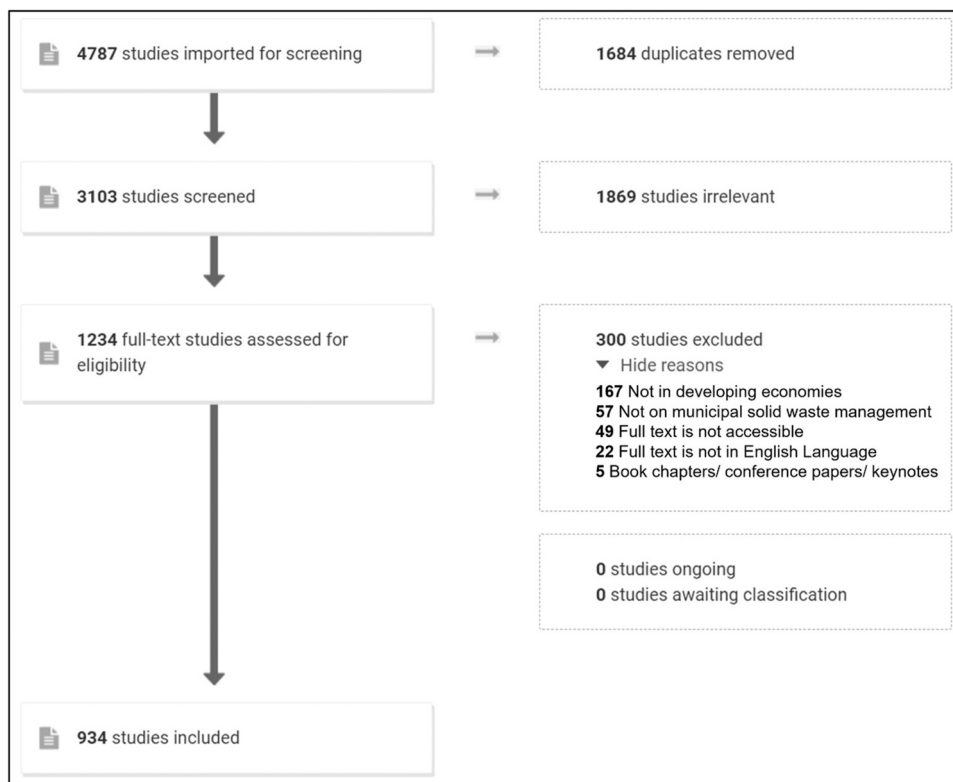 4787 studies imported for screening
1684 duplicates removed
3103 studies screened
1869 studies irrelevant
1234 full-text studies assessed for
eligibility
300 studies excluded
Hide reasons
167 Not in developing economies
57 Not on municipal solid waste management
49 Full text is not accessible
22 Full text is not in English Language
5 Book chapters/ conference papers/ keynotes
0 studies ongoing
0 studies awaiting classification
934 studies included